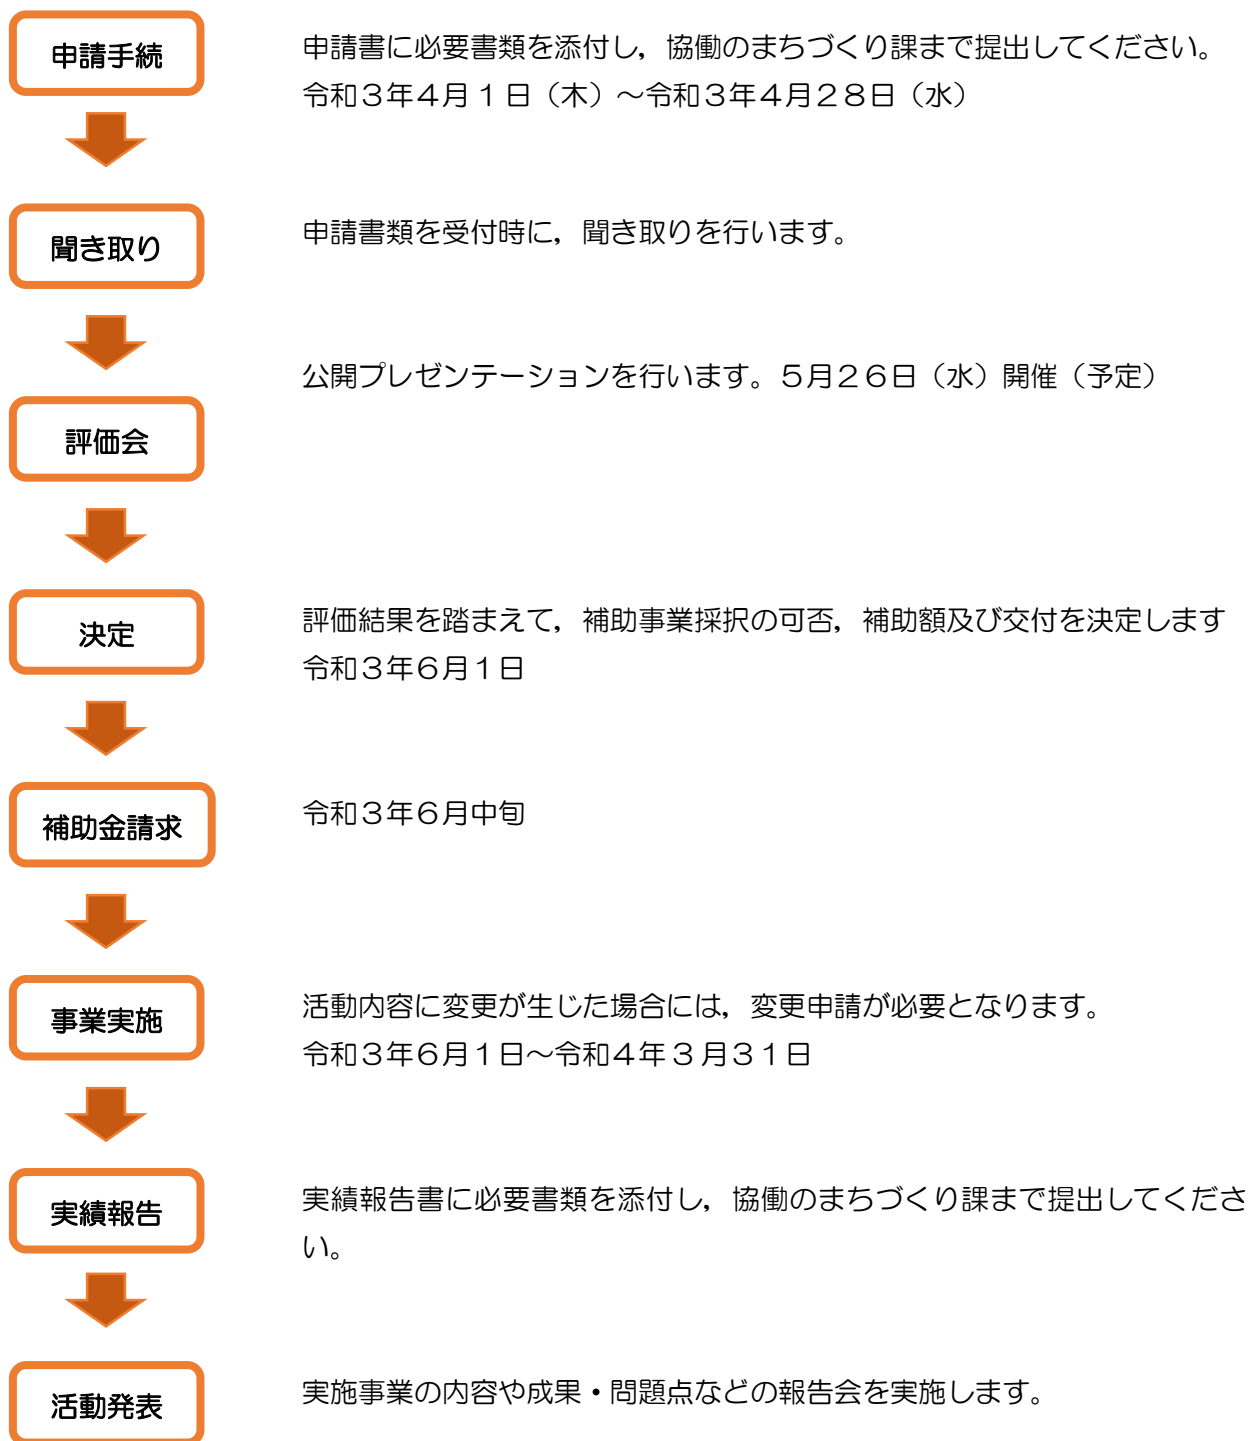 申請手続
申請書に必要書類を添付し，協働のまちづくり課まで提出してください。
令和３年４月１日（木）～令和３年４月２８日（水）
聞き取り
申請書類を受付時に，聞き取りを行います。
公開プレゼンテーションを行います。５月２６日（水）開催（予定）
評価会
決定
評価結果を踏まえて，補助事業採択の可否，補助額及び交付を決定します
令和３年６月１日
補助金請求
令和３年６月中旬
事業実施
活動内容に変更が生じた場合には，変更申請が必要となります。
令和３年６月１日～令和４年３月３１日
実績報告
実績報告書に必要書類を添付し，協働のまちづくり課まで提出してくださ
い。
活動発表
実施事業の内容や成果・問題点などの報告会を実施します。